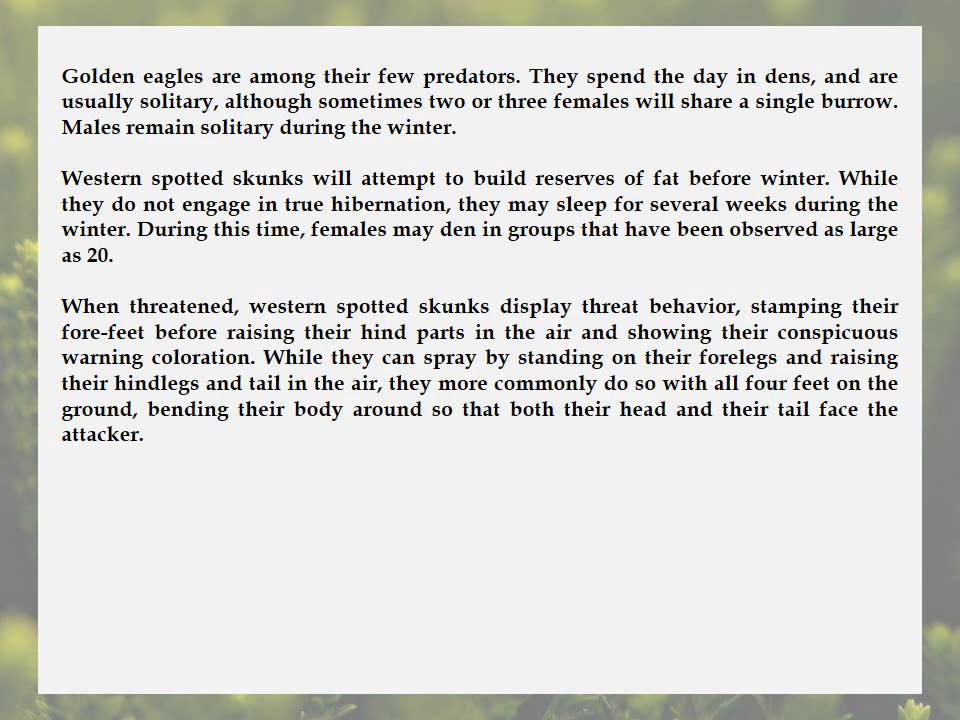 Golden eagles are among their few predators. They spend the day in dens, and are
usually solitary, although sometimes two or three females will share a single burrow.
Males remain solitary during the winter.
Western spotted skunks will attempt to build reserves of fat before winter. While
they do not engage in true hibernation, they may sleep for several weeks during the
winter. During this time, females may den in groups that have been observed as large
as 20.
When threatened, western spotted skunks display threat behavior, stamping their
fore-feet before raising their hind parts in the air and showing their conspicuous
warning coloration. While they can spray by standing on their forelegs and raising
their hindlegs and tail in the air, they more commonly do so with all four feet on the
ground, bending their body around so that both their head and their tail face the
attacker.